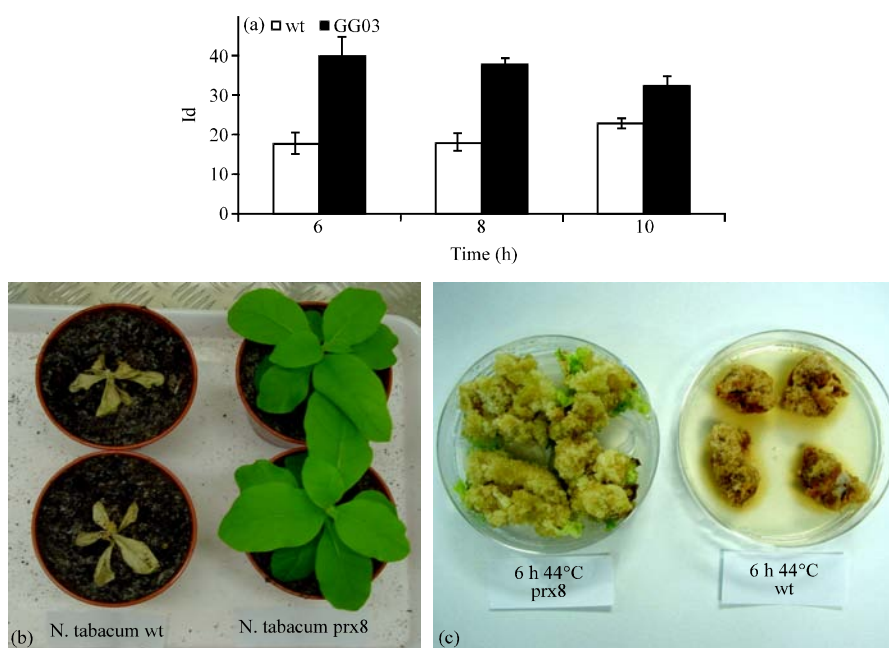 (a) wt GG03
40
30
20
10
0
Id
6 8 10
Time (h)
N. tabacum wt
N. tabacum prx8
(b)
6 h 44°C
prx8
6 h 44°C
wt
(c)